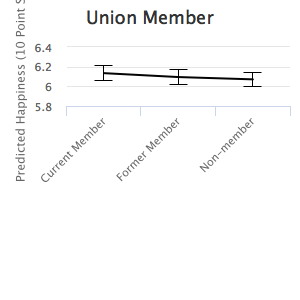 Union Member
Predicted Happiness (10 Point
6.4
6.2
6
5.8
Current Member
Former Member
Non-member